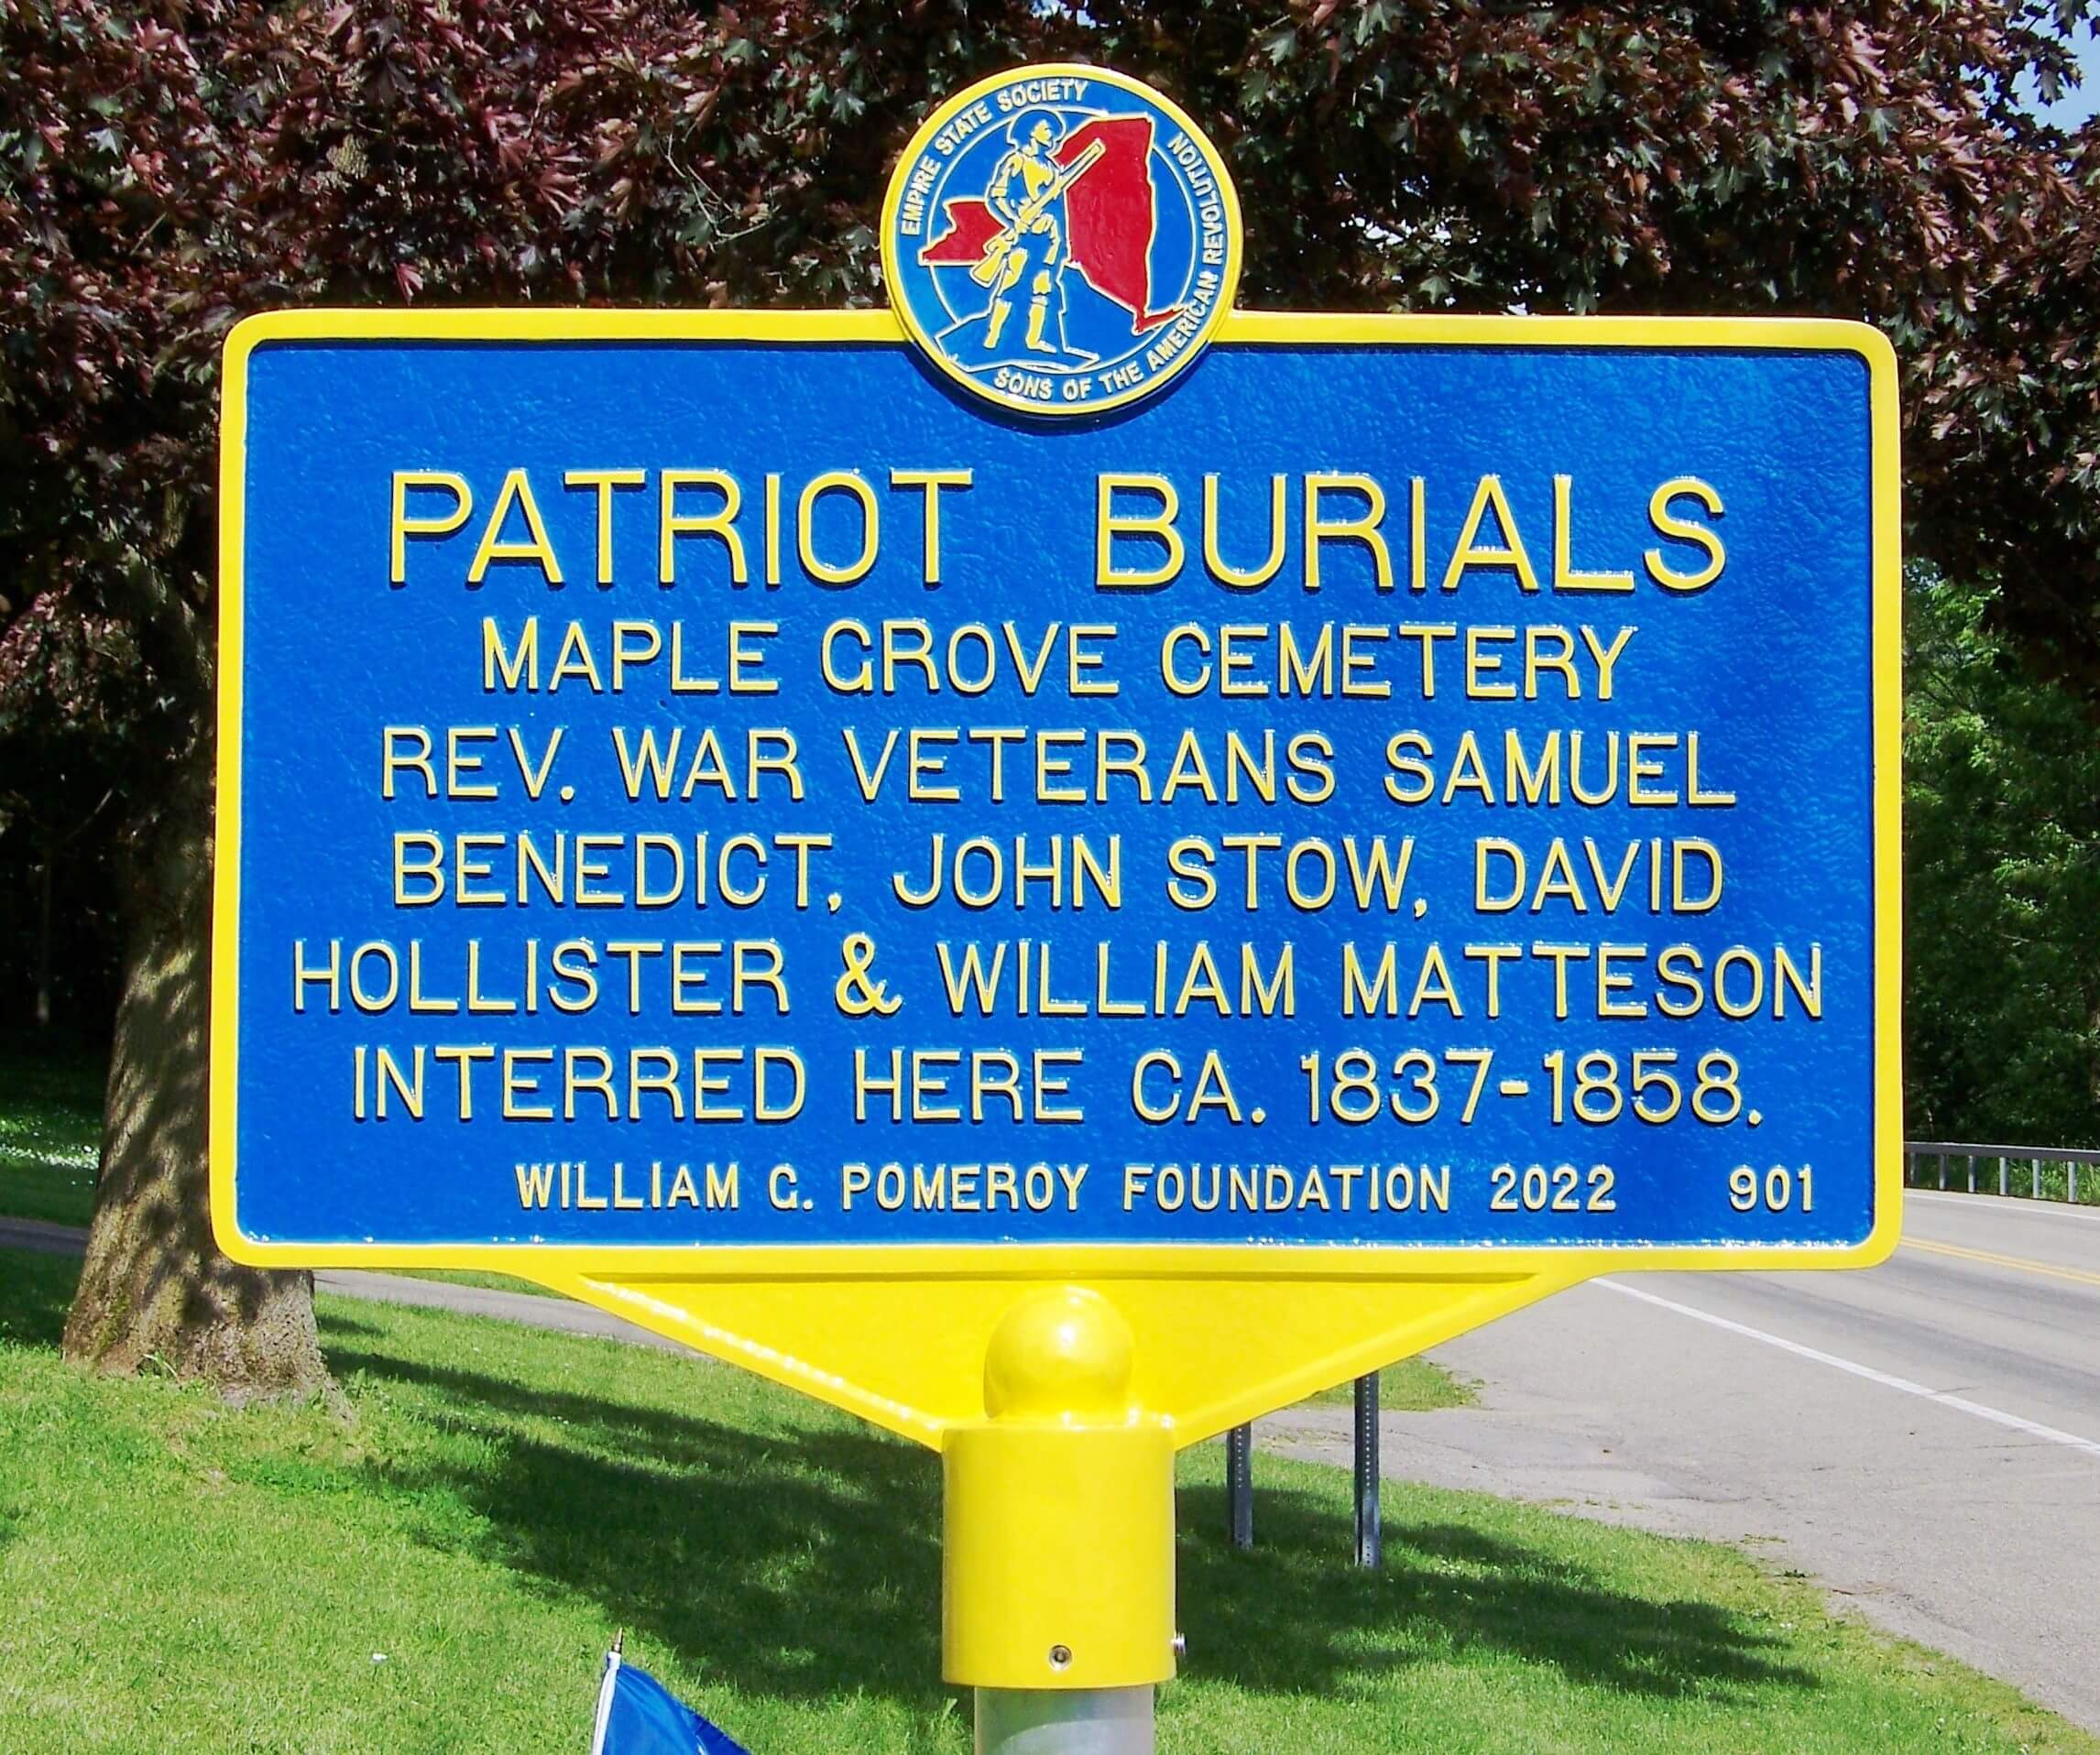 EMPIRE STATE SOCIETY
SONS OF THE AMERICAN REVOLUTION
PATRIOT BURIALS
MAPLE GROVE CEMETERY
REV. WAR VETERANS SAMUEL
BENEDICT, JOHN STOW, DAVID
HOLLISTER & WILLIAM MATTESON
INTERRED HERE CA. 1837-1858.
WILLIAM G. POMEROY FOUNDATION 2022 901